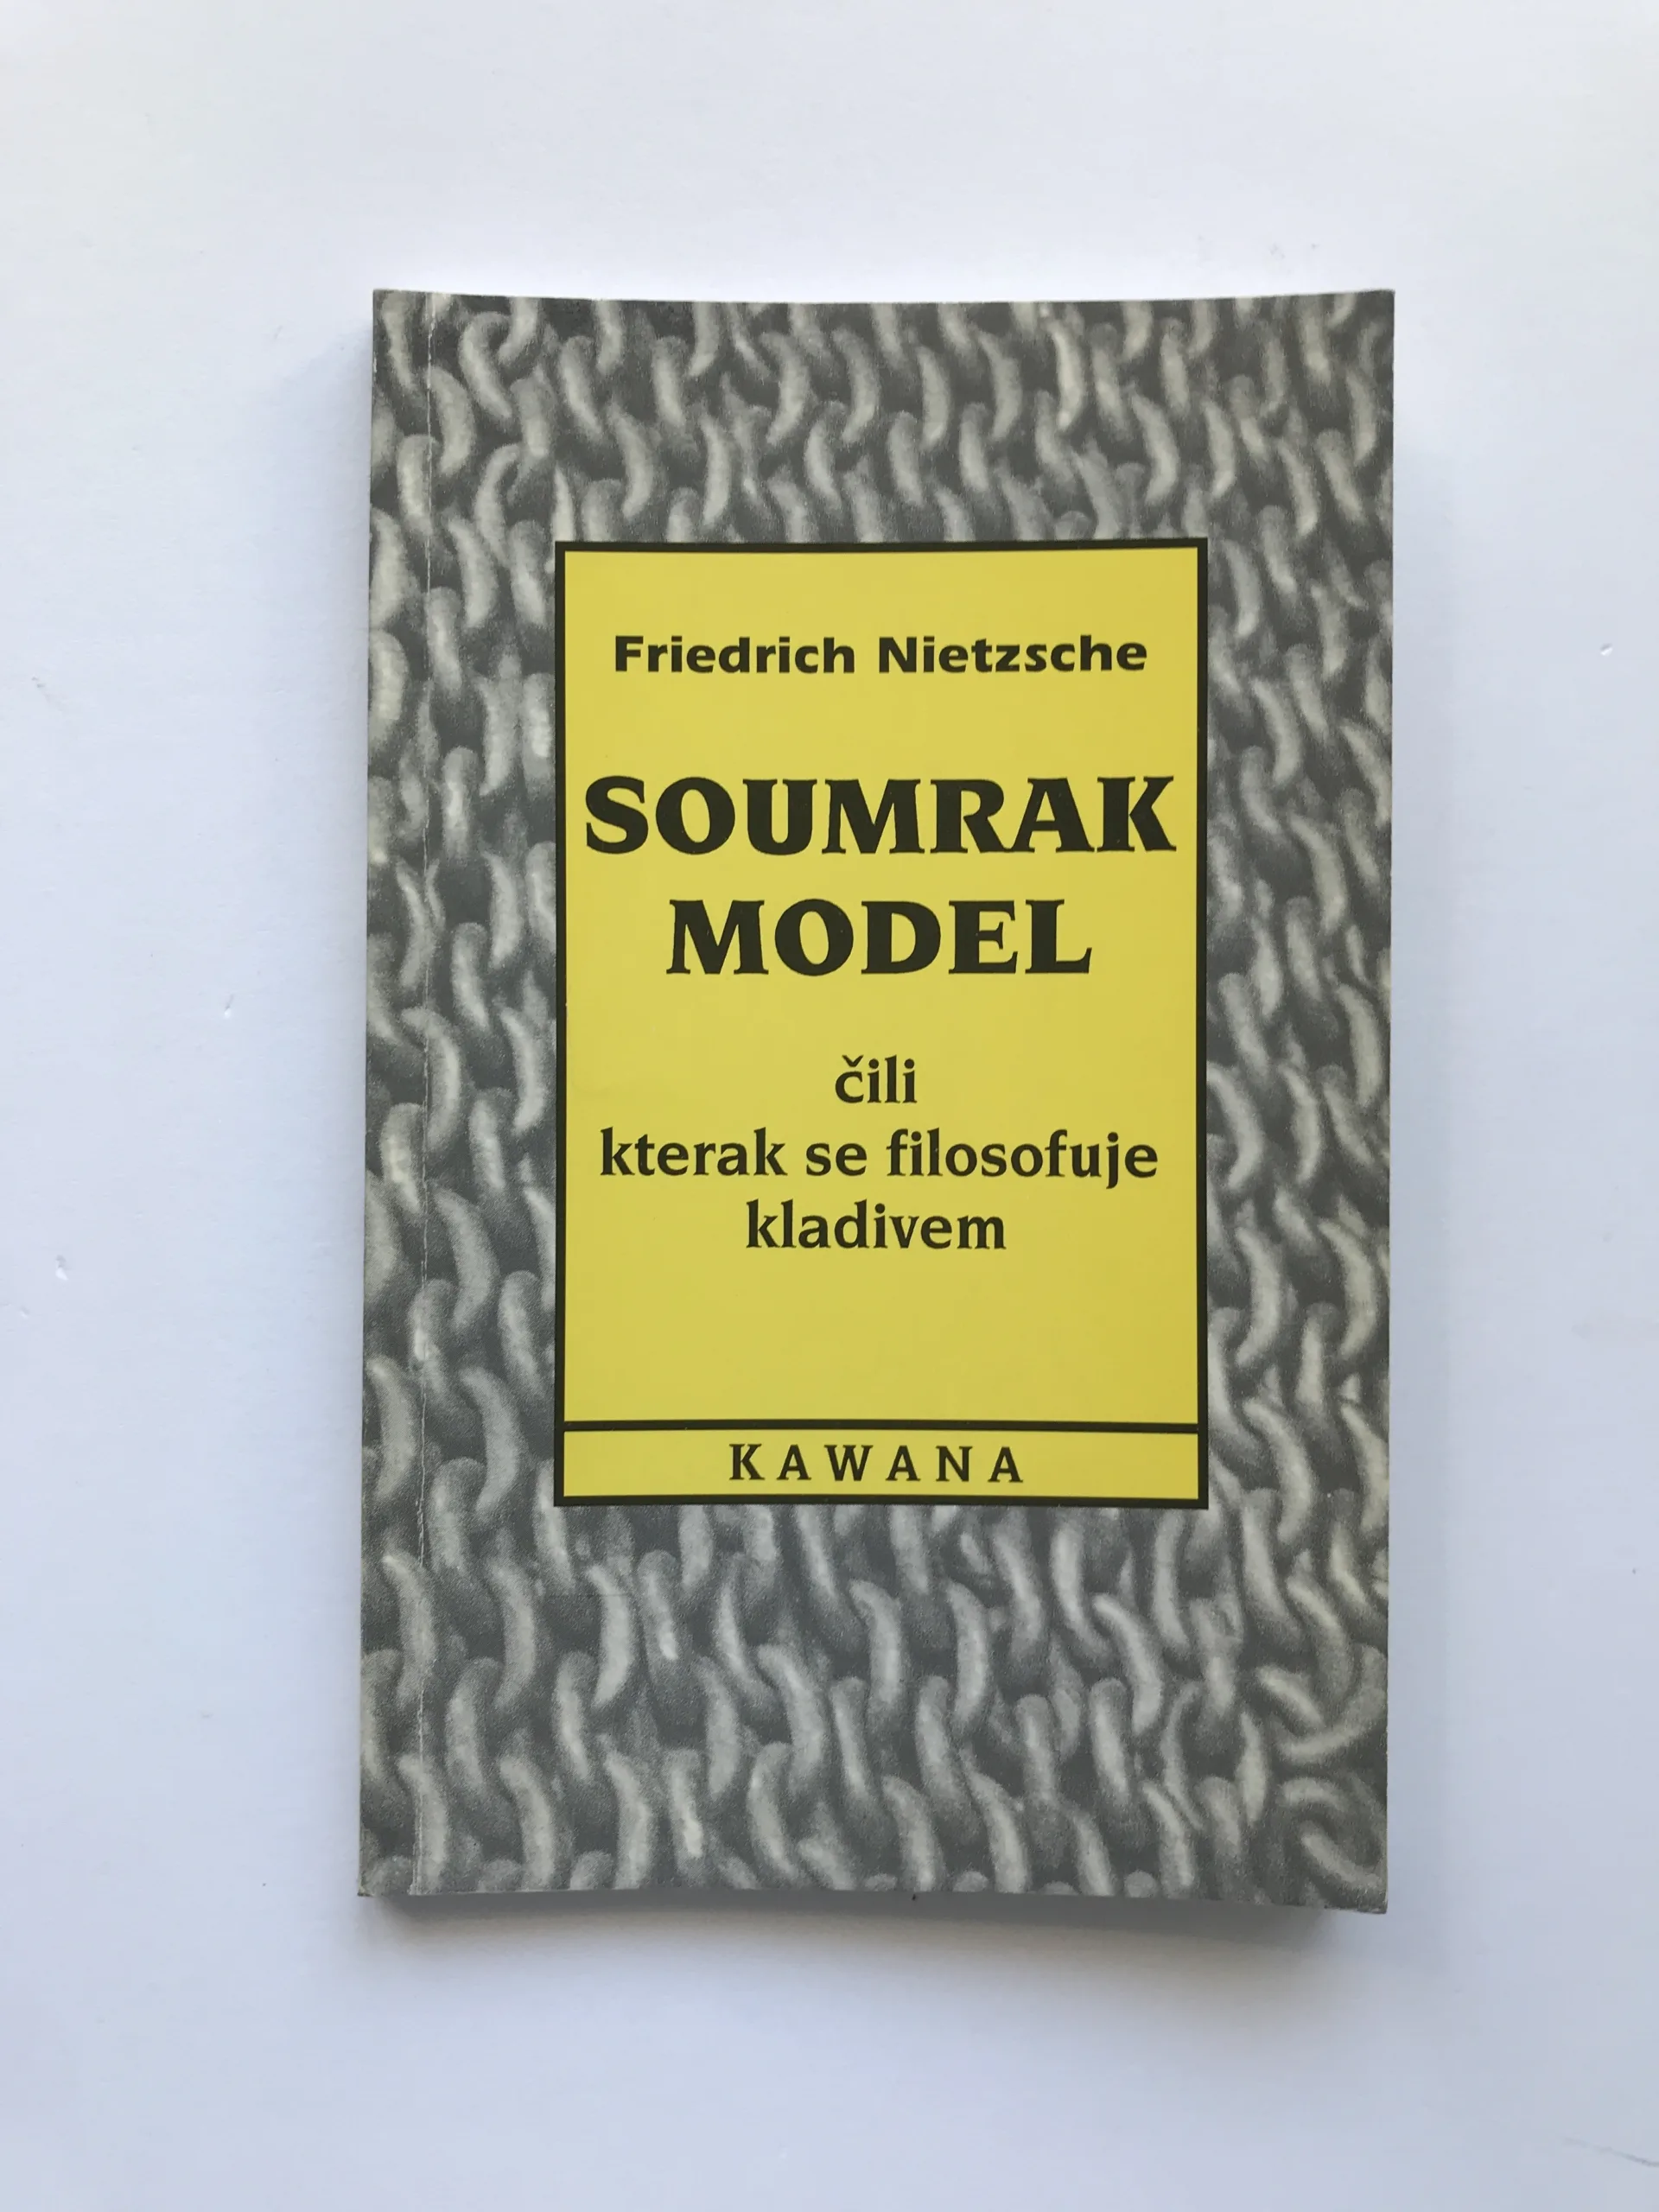 Friedrich Nietzsche
SOUMRAK
MODEL
čili
kterak se filosofuje
kladivem
KAWANA